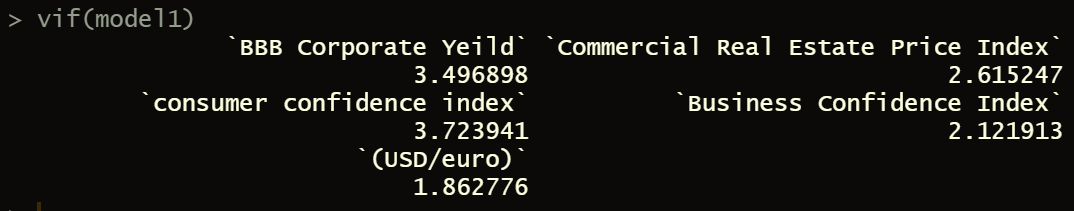 > vif(model1)
`BBB Corporate Yeild` `Commercial Real Estate Price Index`
3.496898 2.615247
`consumer confidence index` `Business Confidence Index`
3.723941 2.121913
`(USD/euro)`
1.862776